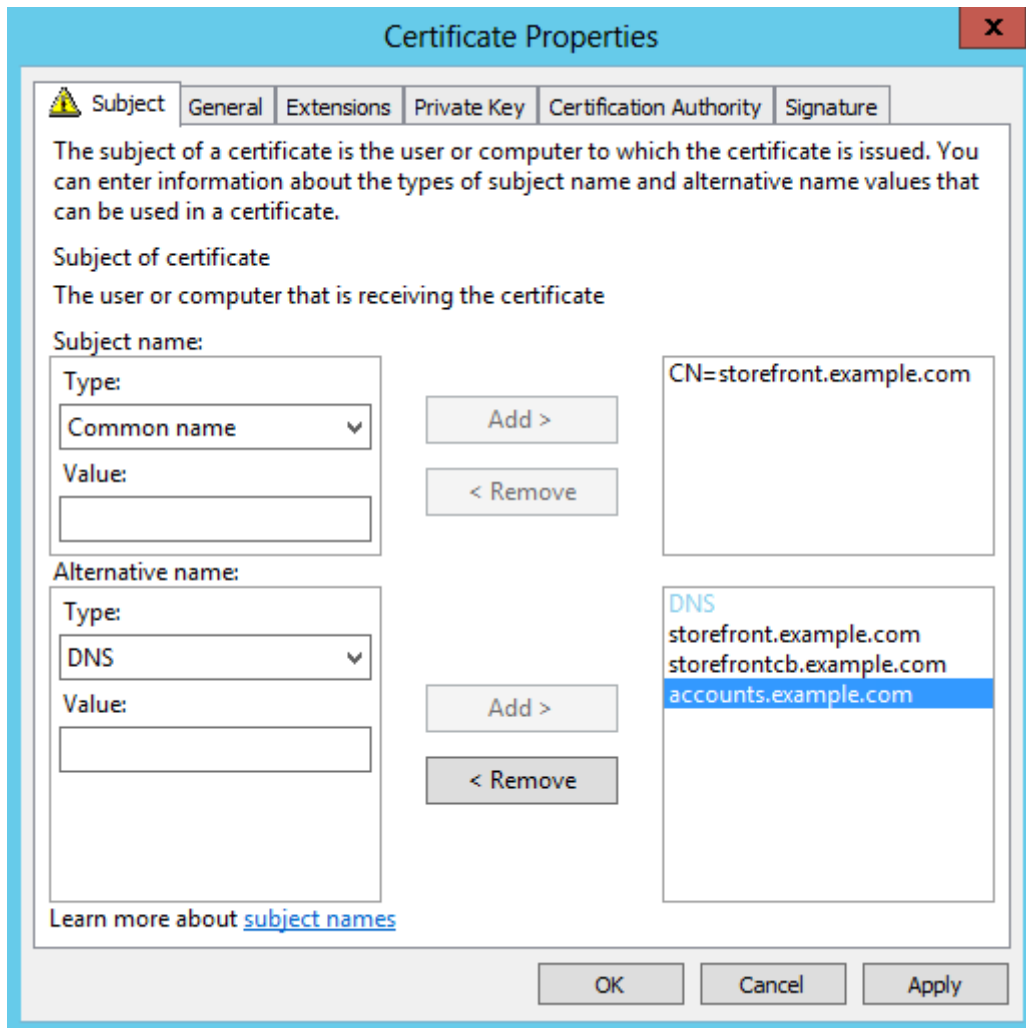 Certificate Properties
x
Subject General Extensions Private Key Certification Authority Signature
The subject of a certificate is the user or computer to which the certificate is issued. You
can enter information about the types of subject name and alternative name values that
can be used in a certificate.
Subject of certificate
The user or computer that is receiving the certificate
Subject name:
Type:
Common name
Value:
Add >
< Remove
CN=storefront.example.com
Alternative name:
Type:
DNS
Value:
Add >
< Remove
DNS
storefront.example.com
storefrontcb.example.com
accounts.example.com
Learn more about subject names
OK Cancel Apply